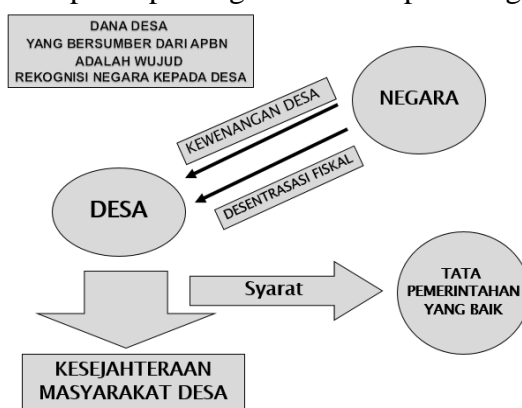 DANA DESA
YANG BERSUMBER DARI APBN
ADALAH WUJUD
REKOGNISI NEGARA KEPADA DESA
NEGARA
KEWENANGAN DESA
DESENTRASASI FISKAL
DESA
Syarat
TATA
PEMERINTAHAN
YANG BAIK
KESEJAHTERAAN
MASYARAKAT DESA